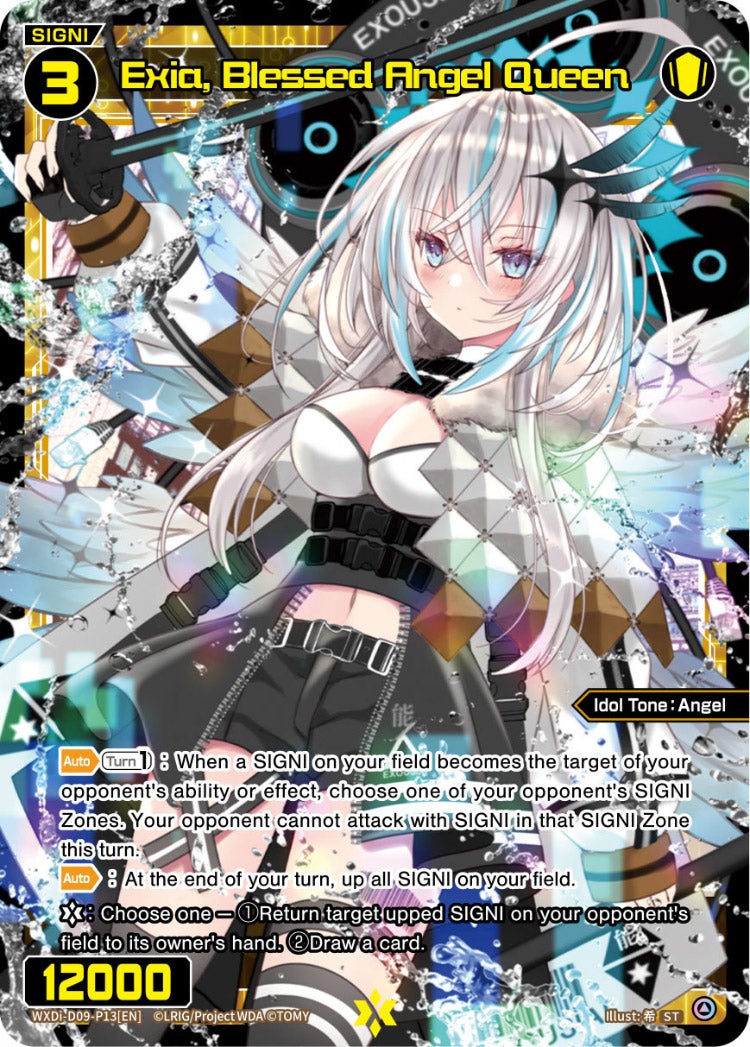 SIGNI
3
Exia, Blessed Angel Queen
EXOUSIA
Idol Tone：Angel
能
Auto Turn 1 ： When a SIGNI on your field becomes the target of your
opponent's ability or effect, choose one of your opponent's SIGNI
Zones. Your opponent cannot attack with SIGNI in that SIGNI Zone
this turn.
Auto ： At the end of your turn, up all SIGNI on your field.
： Choose one – ①Return target upped SIGNI on your opponent's
field to its owner's hand. ②Draw a card.
12000
WXDi-D09-P13[EN] ©LRIG/Project WDA ©TOMY
Illust: 希 ST